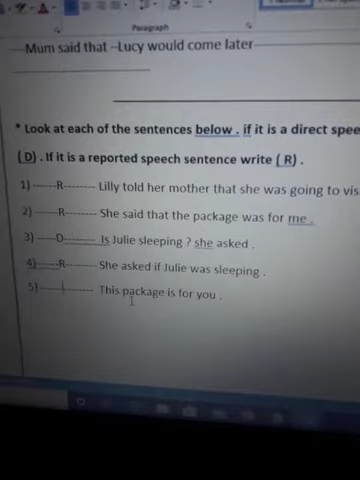 Paragraph
Mum said that –Lucy would come later
* Look at each of the sentences below . if it is a direct spee
( D) . If it is a reported speech sentence write ( R) .
1) ------R-------- Lilly told her mother that she was going to vis
2) ------R-------- She said that the package was for me .
3) -----D-------- Is Julie sleeping ? she asked .
4)------R-------- She asked if Julie was sleeping .
5)-------------- This package is for you .